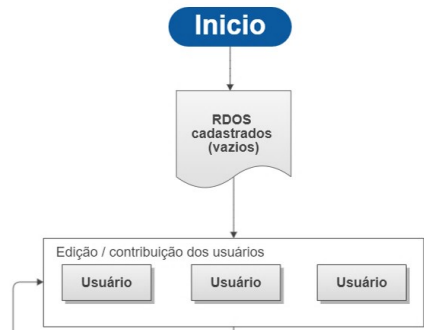 Inicio
RDOS
cadastrados
(vazios)
Edição / contribuição dos usuários
Usuário Usuário Usuário